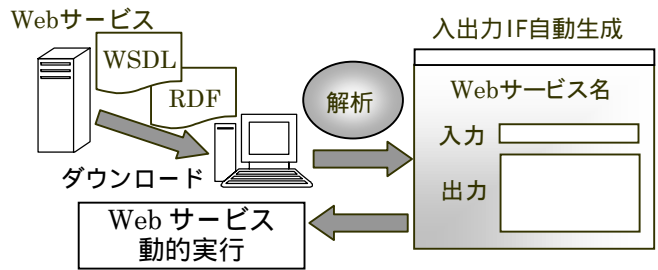 Webサービス
WSDL
RDF
ダウンロード
解析
入出力IF自動生成
Webサービス名
入力
出力
Web サービス
動的実行